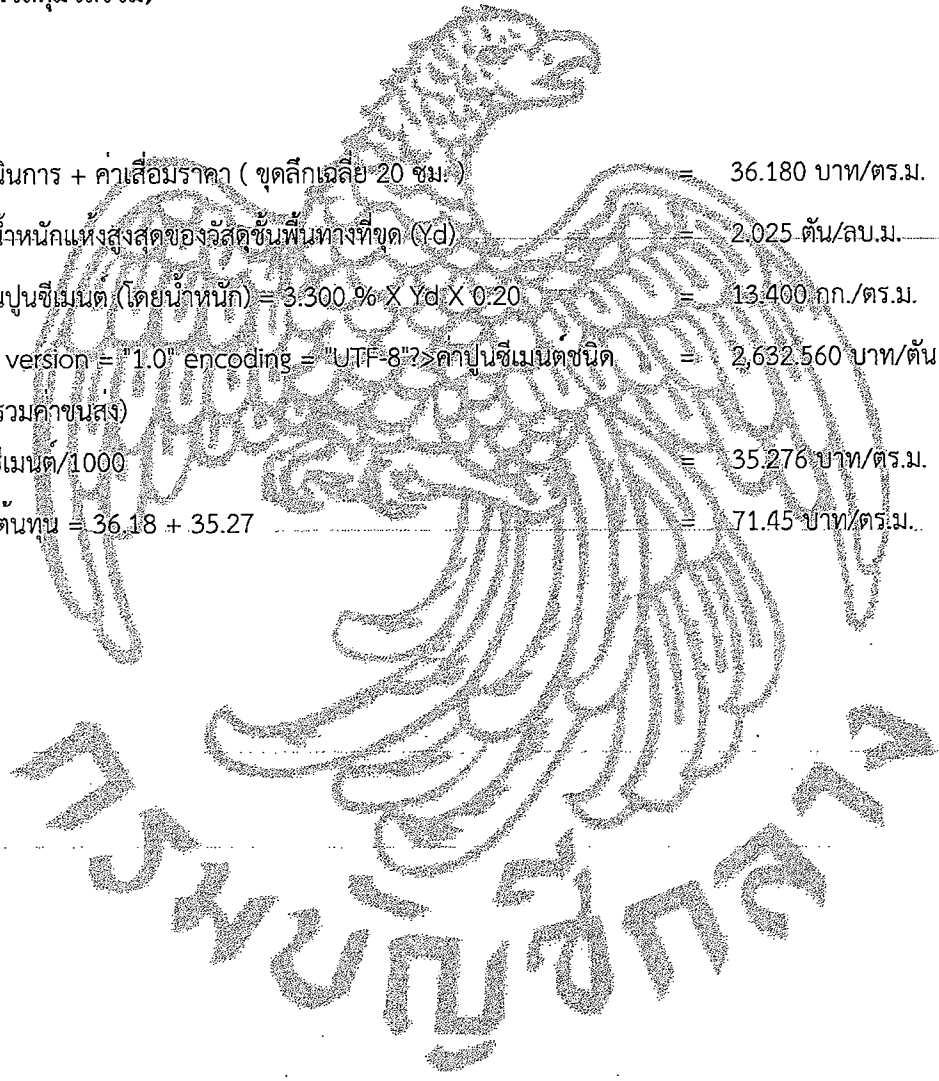 นินการ + ค่าเสื่อมราคา ( ขุดลึกเฉลี่ย 20 ซม. ) = 36.180 บาท/ตร.ม.
น้ำหนักแห้งสูงสุดของวัสดุชั้นพื้นทางที่ขุด (Yd) = 2.025 ตัน/ลบ.ม.
ปูนซีเมนต์ (โดยน้ำหนัก) = 3.300 % X Yd X 0.20 = 13.400 กก./ตร.ม.
version = "1.0" encoding = "UTF-8"?>ค่าปูนซีเมนต์ชนิด = 2,632.560 บาท/ตัน
รวมค่าขนส่ง)
ซีเมนต์/1000 = 35.276 บาท/ตร.ม.
ต้นทุน = 36.18 + 35.27 = 71.45 บาท/ตร.ม.
กรมบัญชีกลาง